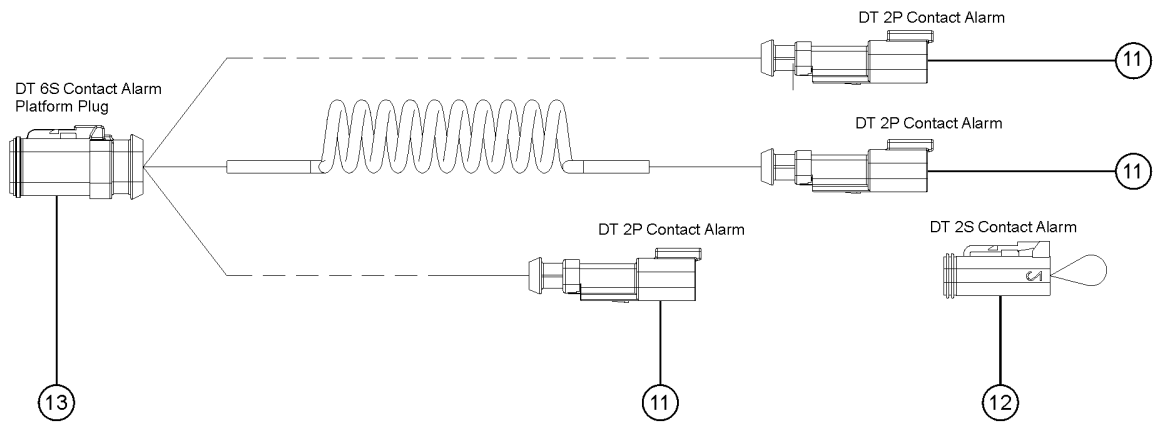 DT 2P Contact Alarm
11
DT 6S Contact Alarm
Platform Plug
DT 2P Contact Alarm
11
DT 2P Contact Alarm
DT 2S Contact Alarm
13
11
12